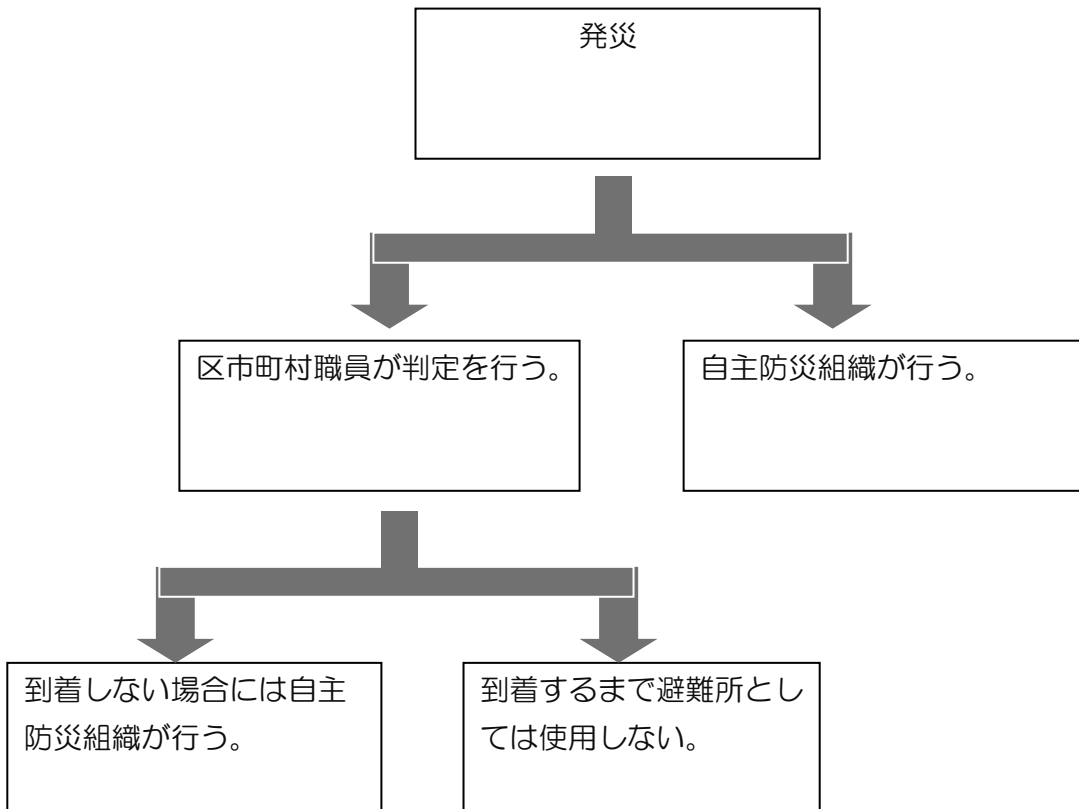 発災
区市町村職員が判定を行う。
自主防災組織が行う。
到着しない場合には自主
防災組織が行う。
到着するまで避難所とし
ては使用しない。